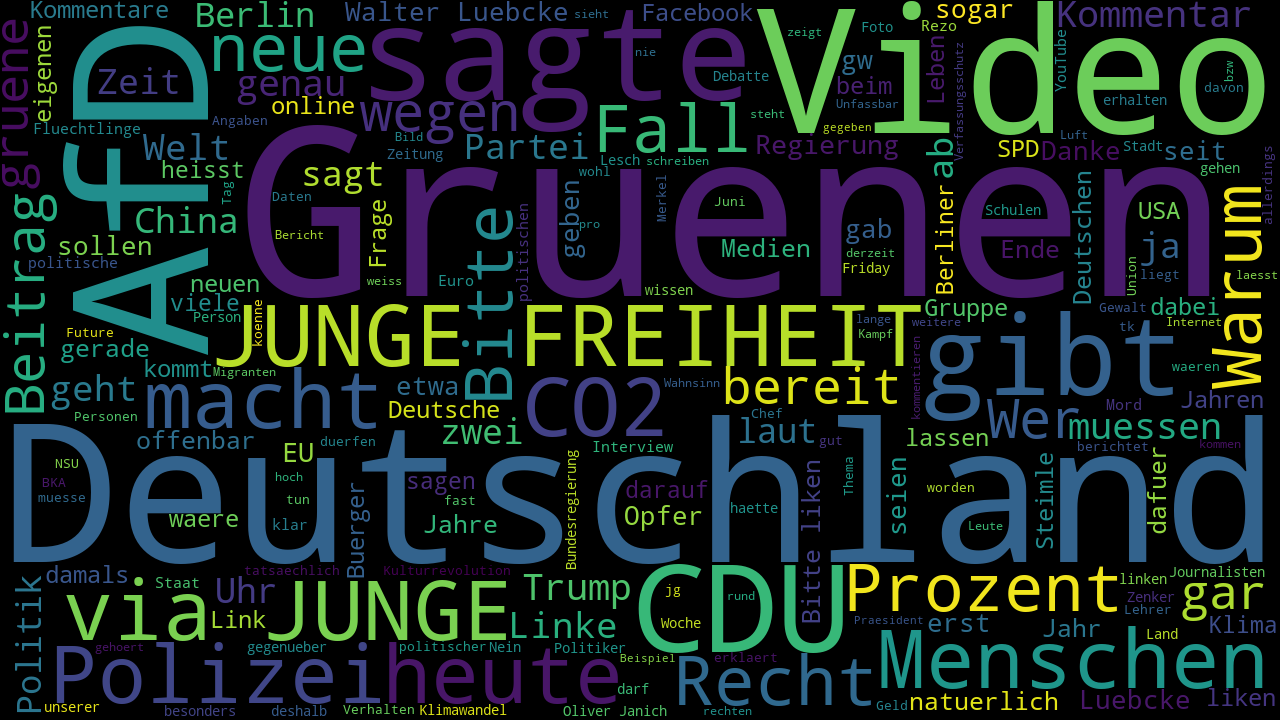 Kommentare
Berlin
Walter Luebcke
sieht
Facebook
sogar
Kommentar
gruene
eigenen
AfD
neue
sagte
nie
zeigt
Foto
Rezo
Video
Zeit
genau
online
wegen
Debatte
Fall
gw
beim
Unfassbar
Leben
Verfassungsschutz
YouTube
erhalten
bzw
davon
Fluechtlinge
Angaben
Welt
heisst
Bild
Zeitung
Partei
steht
gegeben
Regierung
ab
SPD
Danke
Luft
Stadt
seit
allerdings
sagt
Lesch
schreiben
gehen
Tag
Daten
Gruenen
wohl
Merkel
Juni
Schulen
Beitrag
China
Bericht
Frage
Bitte
politischen
geben
pro
Medien
gab
derzeit
Friday
Berliner
Ende
Deutschen
USA
ja
Warum
sollen
politische
neuen
viele
Person
koenne
weiss
Euro
wissen
Gruppe
Union
liegt
laesst
Gewalt
dabei
Future
gerade
JUNGE FREIHEIT
lange
weitere
Kampf
tk
Internet
kommt
Migranten
gibt
waeren
geht
macht
etwa
CO2
Wahnsinn
bereit
kommentieren
Wer
Mord
Jahren
Personen
Deutsche
Chef
offenbar
duerfen
zwei
Interview
laut
gut
lassen
muessen
berichtet
kommen
NSU
EU
BKA
muesse
hoch
Deutschland
sagen
fast
Bundesregierung
darauf
Thema
worden
waere
klar
tun
Buerger
Jahre
Opfer
haette
Bitte liken
seien
Leute
Steimle
dafuer
damals
tatsaechlich
Kulturrevolution
Politik
Staat
Uhr
Trump
CDU
jg
rund
Prozent
linken
Journalisten
Zenker
gar
via JUNGE
Link
Linke
Woche
Praesident
erst
Lehrer
Jahr
Land
Klima
gehoert
gegenueber
politischer
Nein
Politiker
Beispiel
erklaert
Polizei
heute
darf
Recht
Menschen
unserer
besonders
deshalb
Verhalten
Klimawandel
Oliver Janich
rechten
Geld
natuerlich
Luebcke
liken